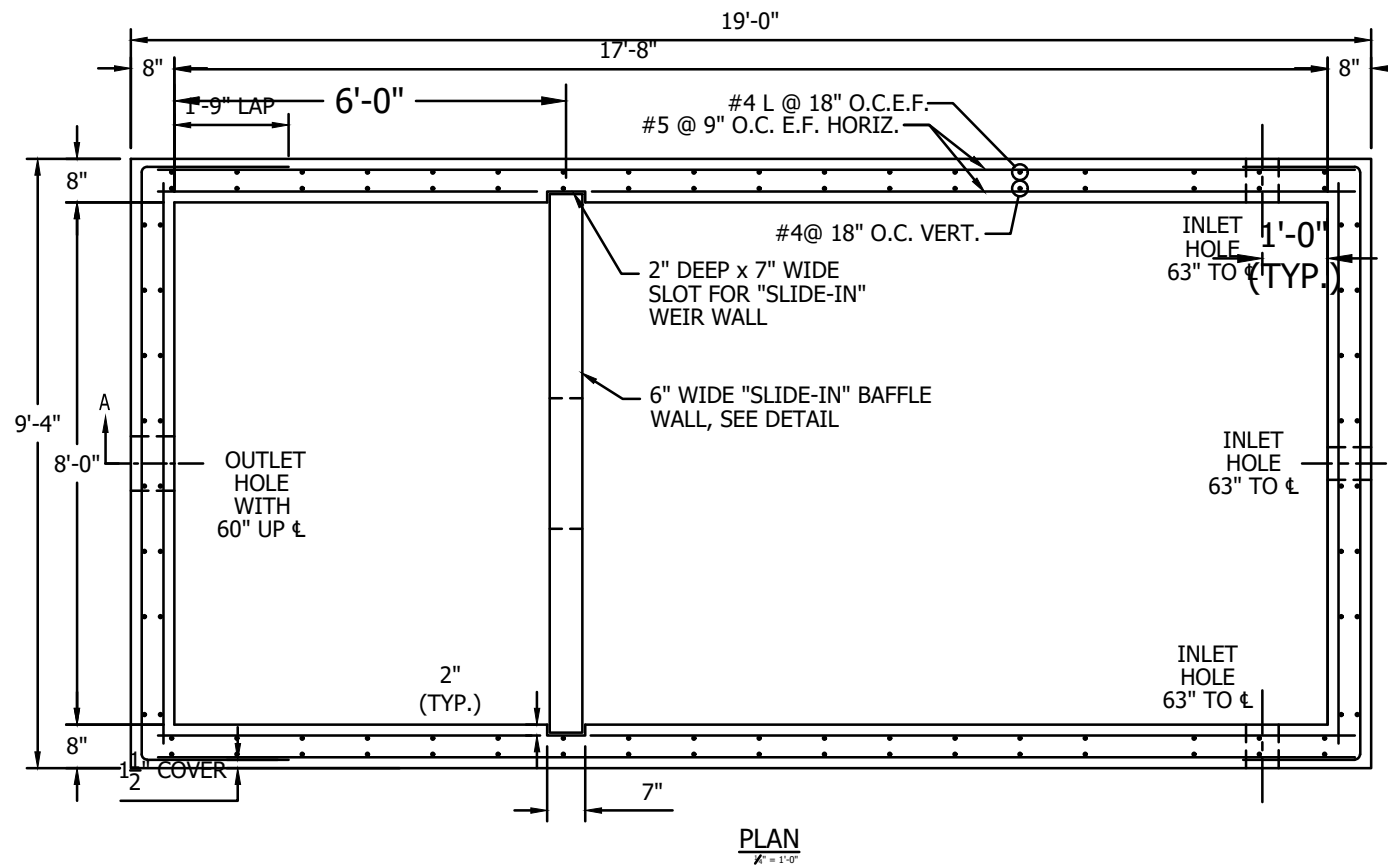 19'-0"
17'-8"
8"
8"
6'-0"
1'-9" LAP
#4 L @ 18" O.C.E.F.
#5 @ 9" O.C. E.F. HORIZ.
8"
#4@ 18" O.C. VERT.
INLET
HOLE
63" TO ℄
1'-0"
(TYP.)
2" DEEP x 7" WIDE
SLOT FOR "SLIDE-IN"
WEIR WALL
6" WIDE "SLIDE-IN" BAFFLE
WALL, SEE DETAIL
A
9'-4"
8'-0"
OUTLET
HOLE
WITH
60" UP ℄
INLET
HOLE
63" TO ℄
INLET
HOLE
63" TO ℄
2"
(TYP.)
8"
1 1/2" COVER
7"
PLAN